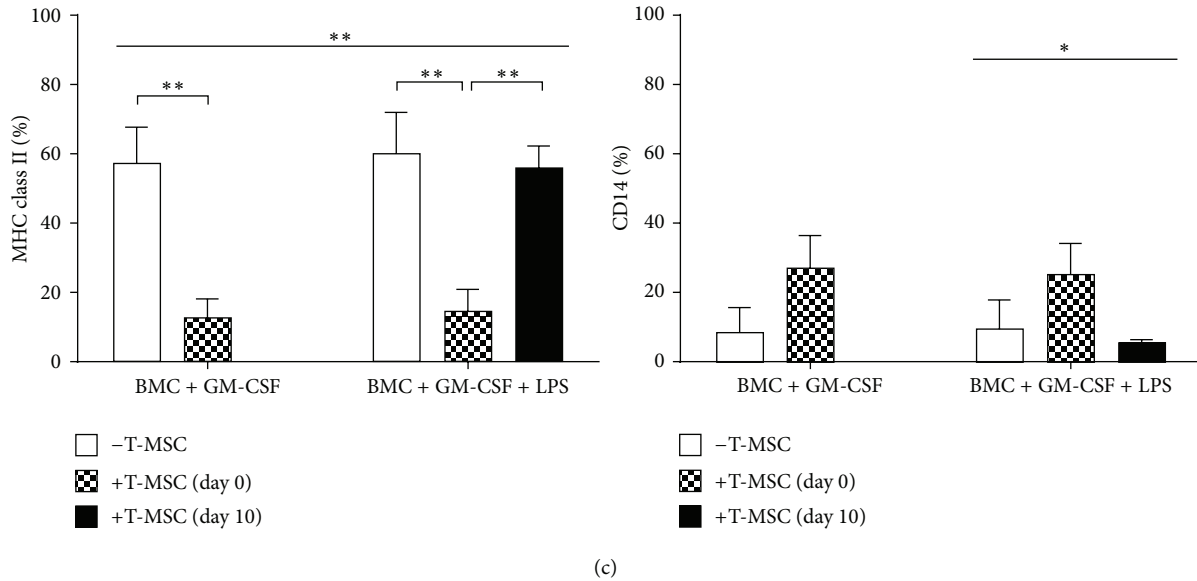 100
80
60
40
20
0
MHC class II (%)
**
**
**
**
BMC + GM-CSF
BMC + GM-CSF + LPS
−T-MSC
+T-MSC (day 0)
+T-MSC (day 10)
100
80
60
40
20
0
CD14 (%)
*
BMC + GM-CSF
BMC + GM-CSF + LPS
−T-MSC
+T-MSC (day 0)
+T-MSC (day 10)
(c)